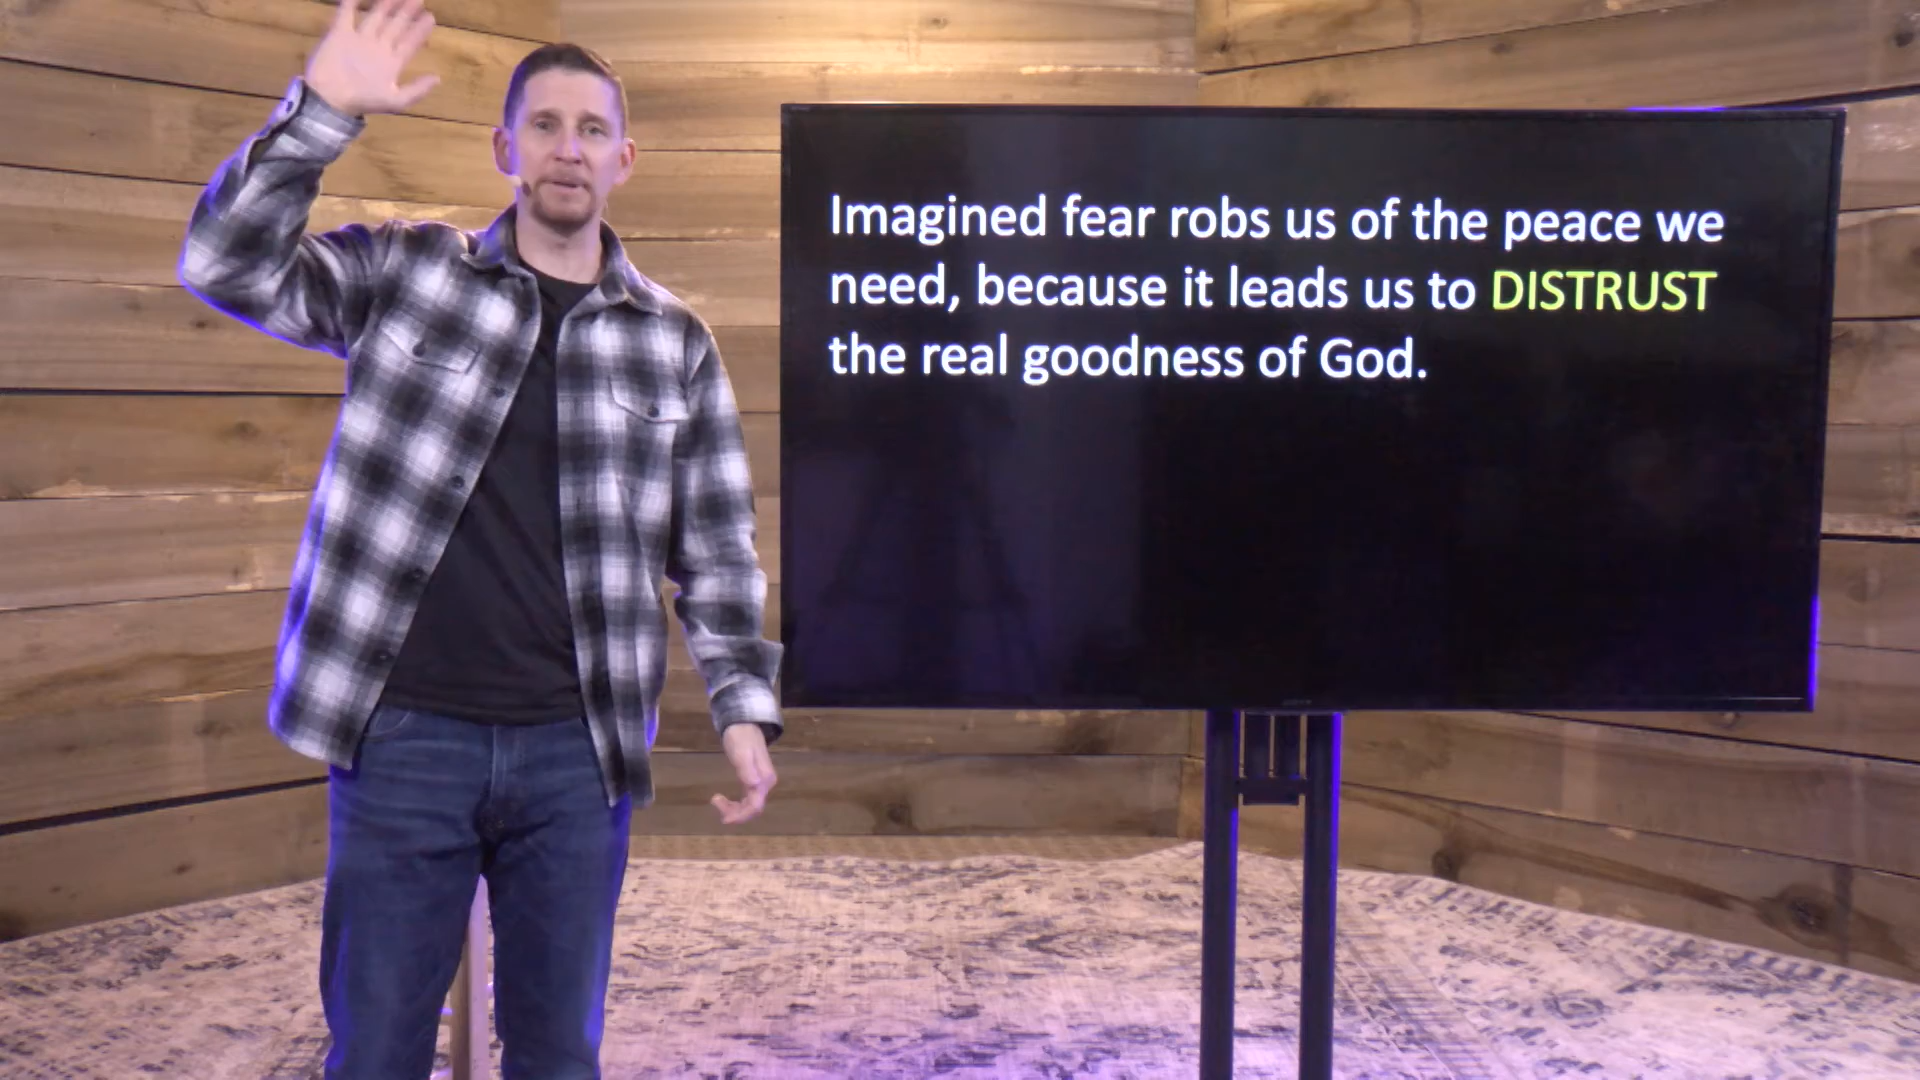 Imagined fear robs us of the peace we
need, because it leads us to DISTRUST
the real goodness of God.